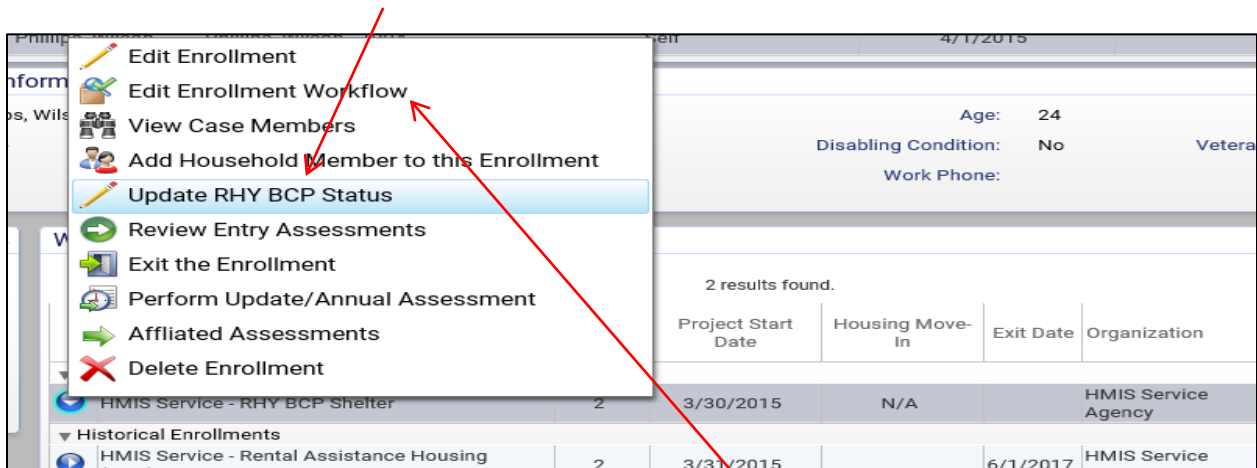 Self 4/1/2015
Edit Enrollment
Edit Enrollment Workflow
View Case Members
Add Household Member to this Enrollment
Update RHY BCP Status
Review Entry Assessments
Exit the Enrollment
Perform Update/Annual Assessment
Affliated Assessments
Delete Enrollment
Age: 24
Disabling Condition: No
Work Phone:
2 results found.
Project Start Date
Housing Move-In
Exit Date
Organization
HMIS Service - RHY BCP Shelter 2 3/30/2015 N/A HMIS Service Agency
Historical Enrollments
HMIS Service - Rental Assistance Housing 2 3/31/2015 6/1/2017 HMIS Service